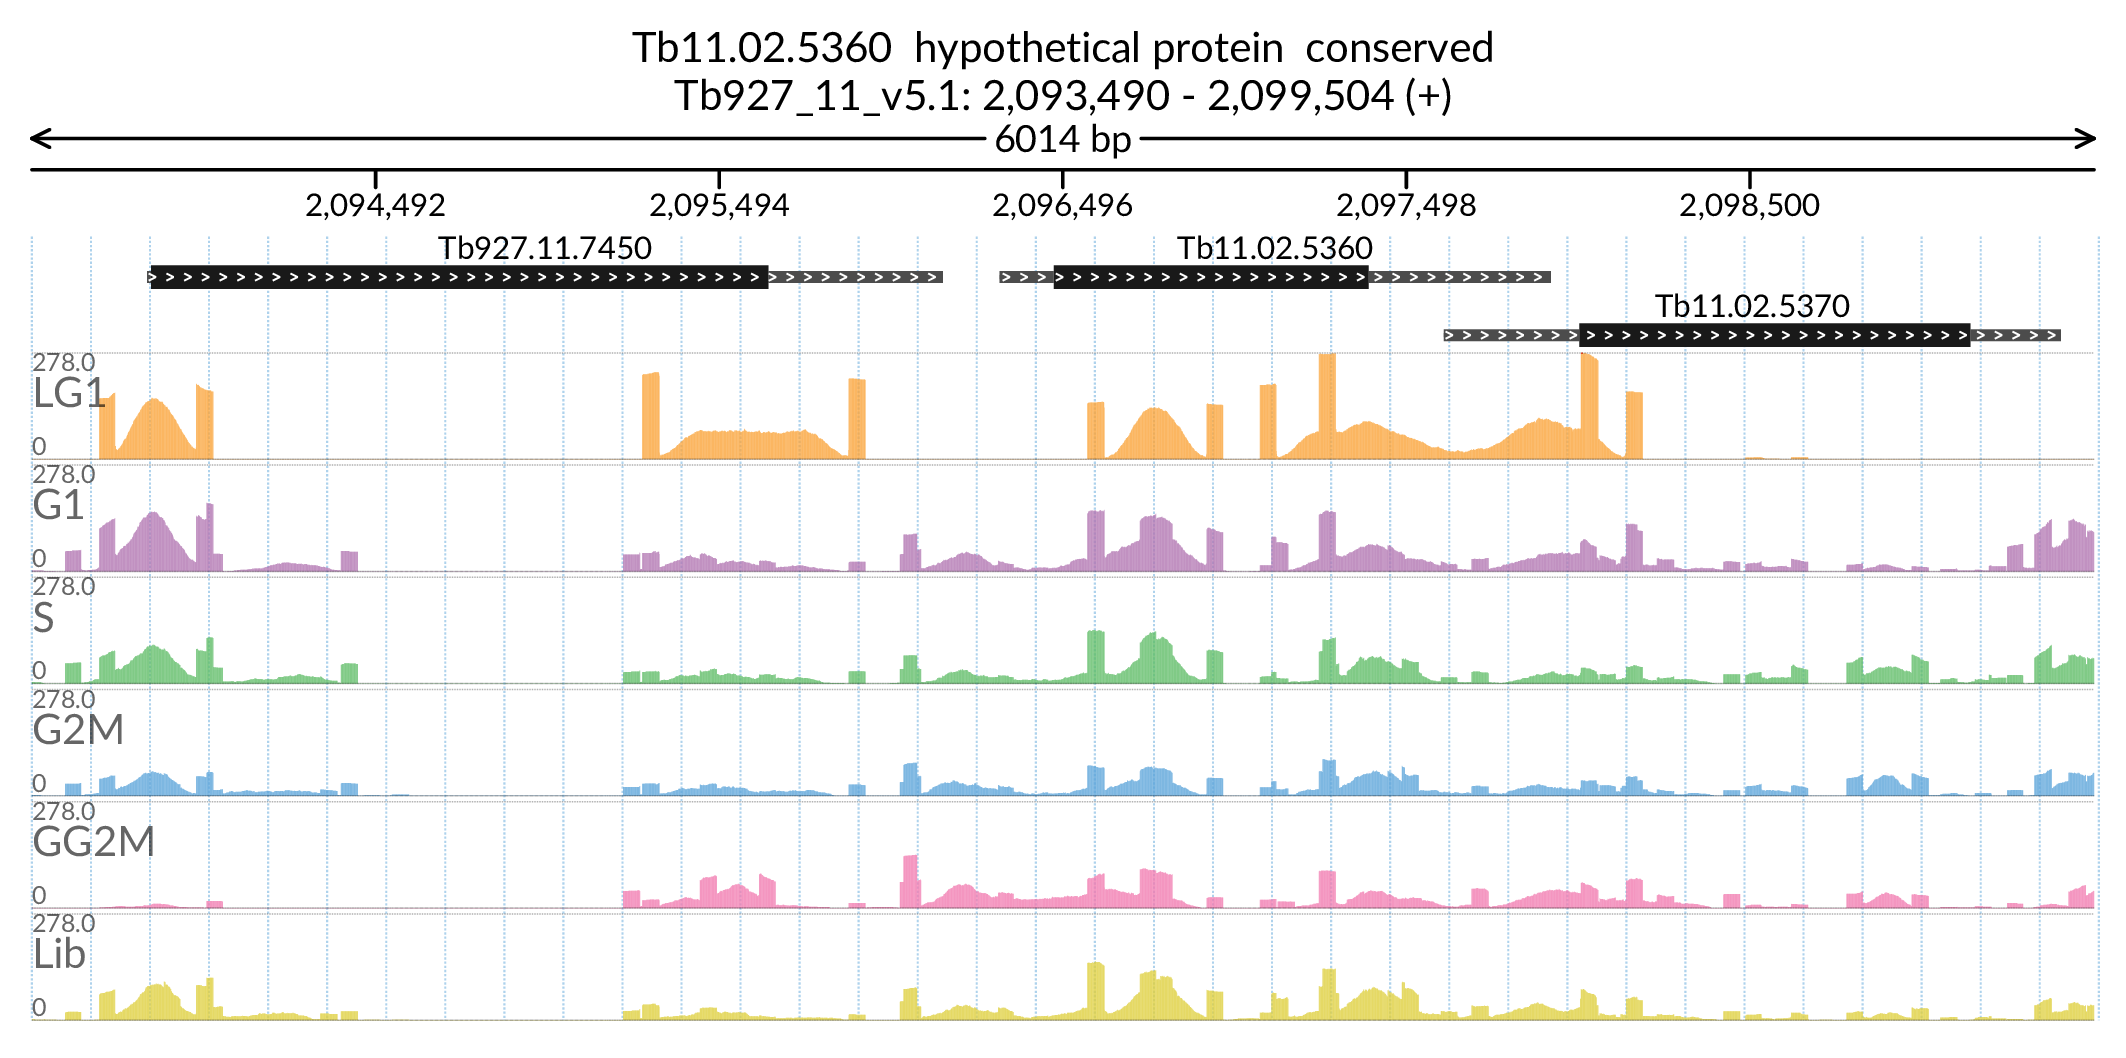 Tb11.02.5360 hypothetical protein conserved
Tb927_11_v5.1: 2,093,490 - 2,099,504 (+)
6014 bp
2,094,492 2,095,494 2,096,496 2,097,498 2,098,500
Tb927.11.7450 Tb11.02.5360
Tb11.02.5370
278.0
LG1
0
278.0
G1
0
278.0
S
0
278.0
G2M
0
278.0
GG2M
0
278.0
Lib
0